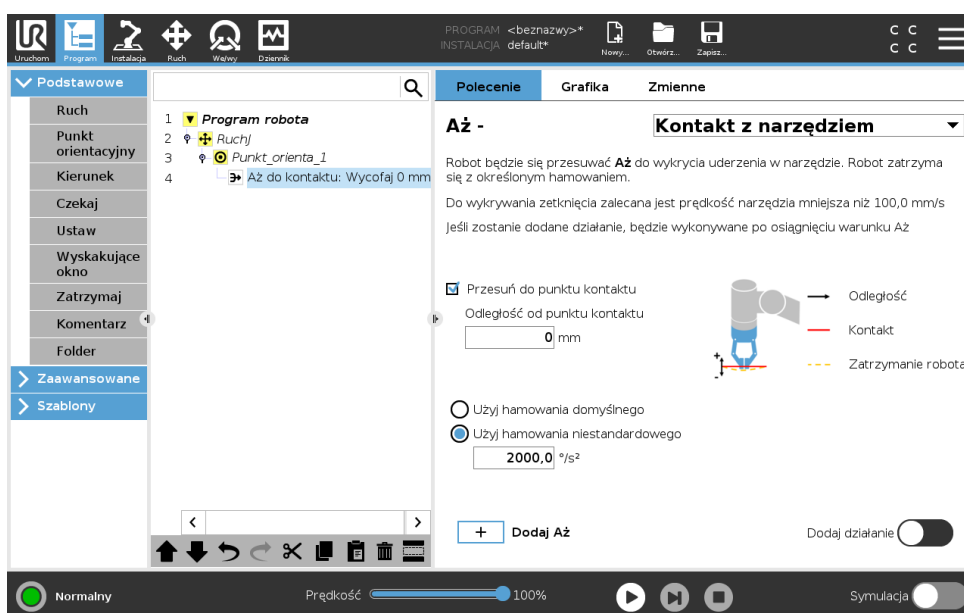 UR
Uruchom
Program
Instalacja
Ruch
We/wy
Dziennik
PROGRAM <beznazwy>*
INSTALACJA default*
Nowy...
Otwórz...
Zapisz...
C C
C C
Podstawowe
Ruch
Punkt
orientacyjny
Kierunek
Czekaj
Ustaw
Wyskakujące
okno
Zatrzymaj
Komentarz
Folder
Zaawansowane
Szablony
1 Program robota
2 RuchJ
3 Punkt_orienta_1
4 Aż do kontaktu: Wycofaj 0 mm
Polecenie
Grafika
Zmienne
Aż -
Kontakt z narzędziem
Robot będzie się przesuwać Aż do wykrycia uderzenia w narzędzie. Robot zatrzyma
się z określonym hamowaniem.
Do wykrywania zetknięcia zalecana jest prędkość narzędzia mniejsza niż 100,0 mm/s
Jeśli zostanie dodane działanie, będzie wykonywane po osiągnięciu warunku Aż
Przesuń do punktu kontaktu
Odległość od punktu kontaktu
0 mm
+
-
Odległość
Kontakt
Zatrzymanie robota
Użyj hamowania domyślnego
Użyj hamowania niestandardowego
2000,0 °/s²
+ Dodaj Aż
Dodaj działanie
Normalny
Prędkość
100%
Symulacja